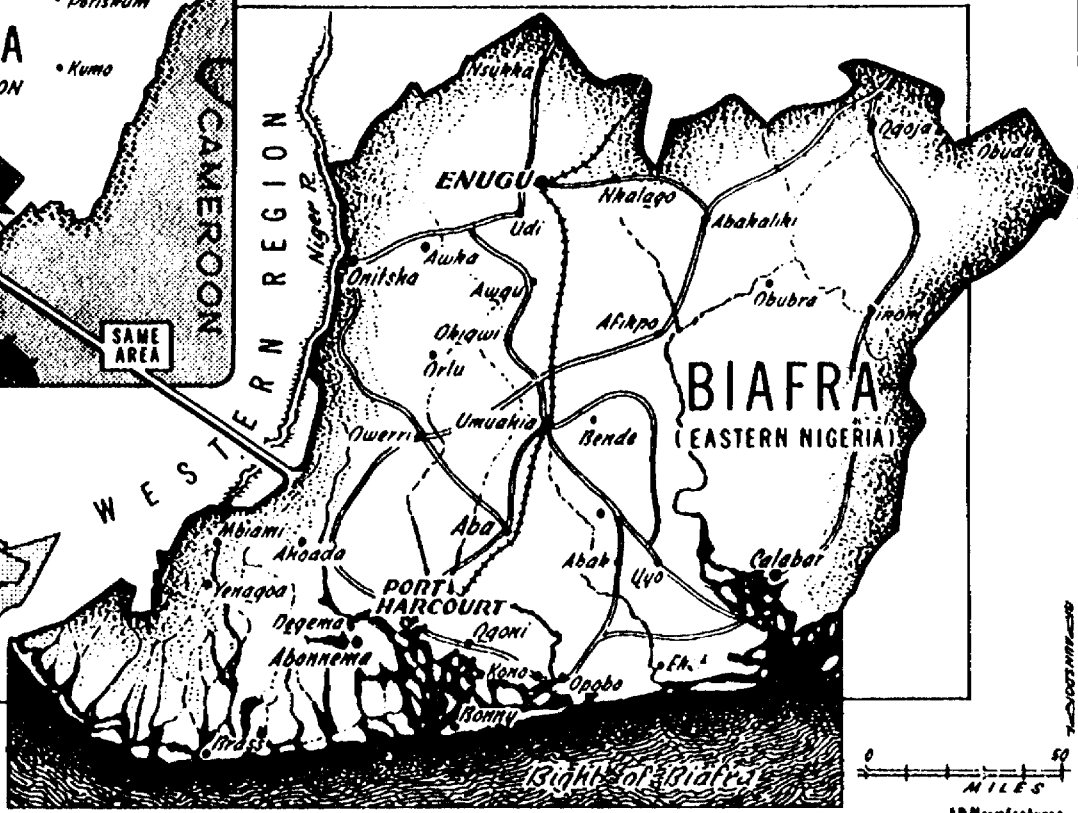 A
Kumo
CAMEROON
SAME
AREA
WESTERN REGION
Niger R.
Nsukka
ENUGU
Nkalago
Abakaliki
Ogoja
Obudu
Udi
Awka
Onitsha
Awgu
Okigwi
Orlu
Afikpo
Obubra
BIAFRA
(EASTERN NIGERIA)
Umuahia
Owerri
Bende
Aba
Abak
Uyo
Calabar
Mbiami
Ahoada
Yenagoa
PORT
HARCOURT
Degema
Abonnema
Ogoni
Kono
Opobo
Bonny
Brass
Bight of Biafra
0 50
MILES